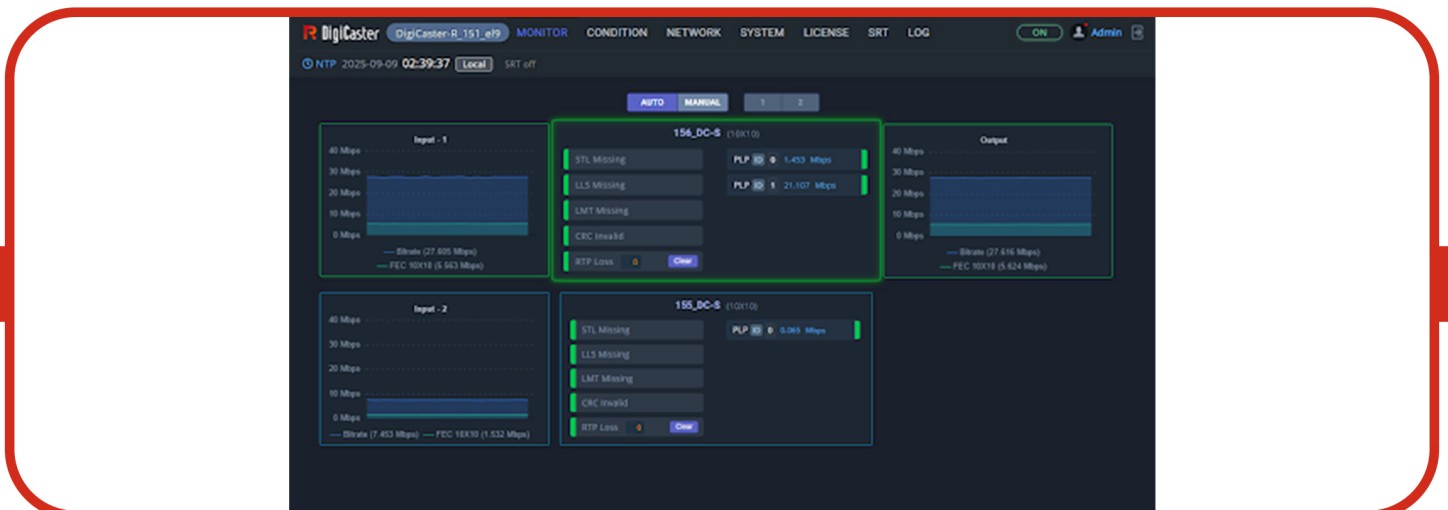 DigiCaster DigiCaster-R_151_el9 MONITOR CONDITION NETWORK SYSTEM LICENSE SRT LOG ON Admin
NTP 2025-09-09 02:39:37 Local SRT off
AUTO MANUAL 1 2
Input - 1
40 Mbps
30 Mbps
20 Mbps
10 Mbps
0 Mbps
Bitrate (27.605 Mbps)
FEC 10X10 (5.563 Mbps)
156_DC-S (10X10)
STL Missing
LLS Missing
LMT Missing
CRC Invalid
RTP Loss 0 Clear
PLP ID 0 1.453 Mbps
PLP ID 1 21.107 Mbps
Output
40 Mbps
30 Mbps
20 Mbps
10 Mbps
0 Mbps
Bitrate (27.616 Mbps)
FEC 10X10 (5.624 Mbps)
Input - 2
40 Mbps
30 Mbps
20 Mbps
10 Mbps
0 Mbps
Bitrate (7.453 Mbps) FEC 10X10 (1.532 Mbps)
155_DC-S (10X10)
STL Missing
LLS Missing
LMT Missing
CRC Invalid
RTP Loss 0 Clear
PLP ID 0 0.065 Mbps